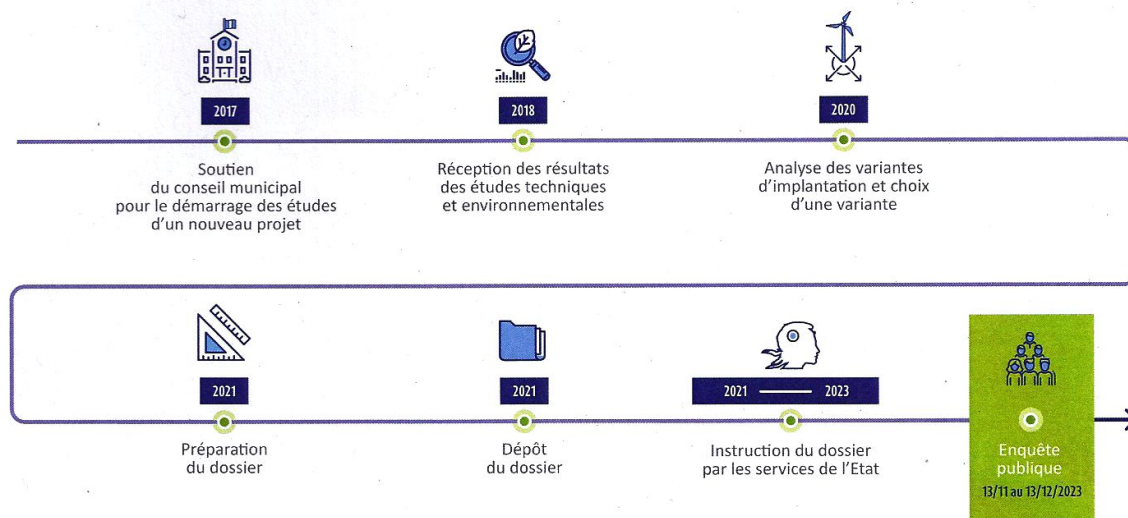 2017
Soutien
du conseil municipal
pour le démarrage des études
d'un nouveau projet
2018
Réception des résultats
des études techniques
et environnementales
2020
Analyse des variantes
d'implantation et choix
d'une variante
2021
Préparation
du dossier
2021
Dépôt
du dossier
2021 — 2023
Instruction du dossier
par les services de l'Etat
Enquête
publique
13/11 au 13/12/2023